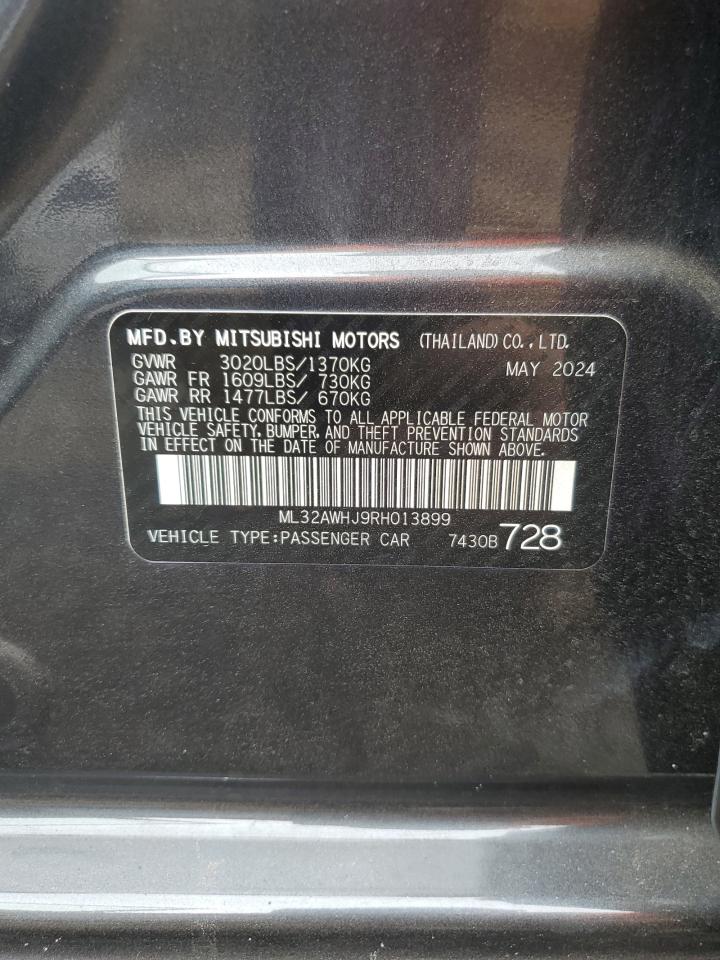 MFD.BY MITSUBISHI MOTORS (THAILAND)CO.,LTD.
GVWR 3020LBS/1370KG MAY 2024
GAWR FR 1609LBS/ 730KG
GAWR RR 1477LBS/ 670KG
THIS VEHICLE CONFORMS TO ALL APPLICABLE FEDERAL MOTOR
VEHICLE SAFETY, BUMPER, AND THEFT PREVENTION STANDARDS
IN EFFECT ON THE DATE OF MANUFACTURE SHOWN ABOVE.
ML32AWHJ9RH013899
VEHICLE TYPE:PASSENGER CAR 7430B 728